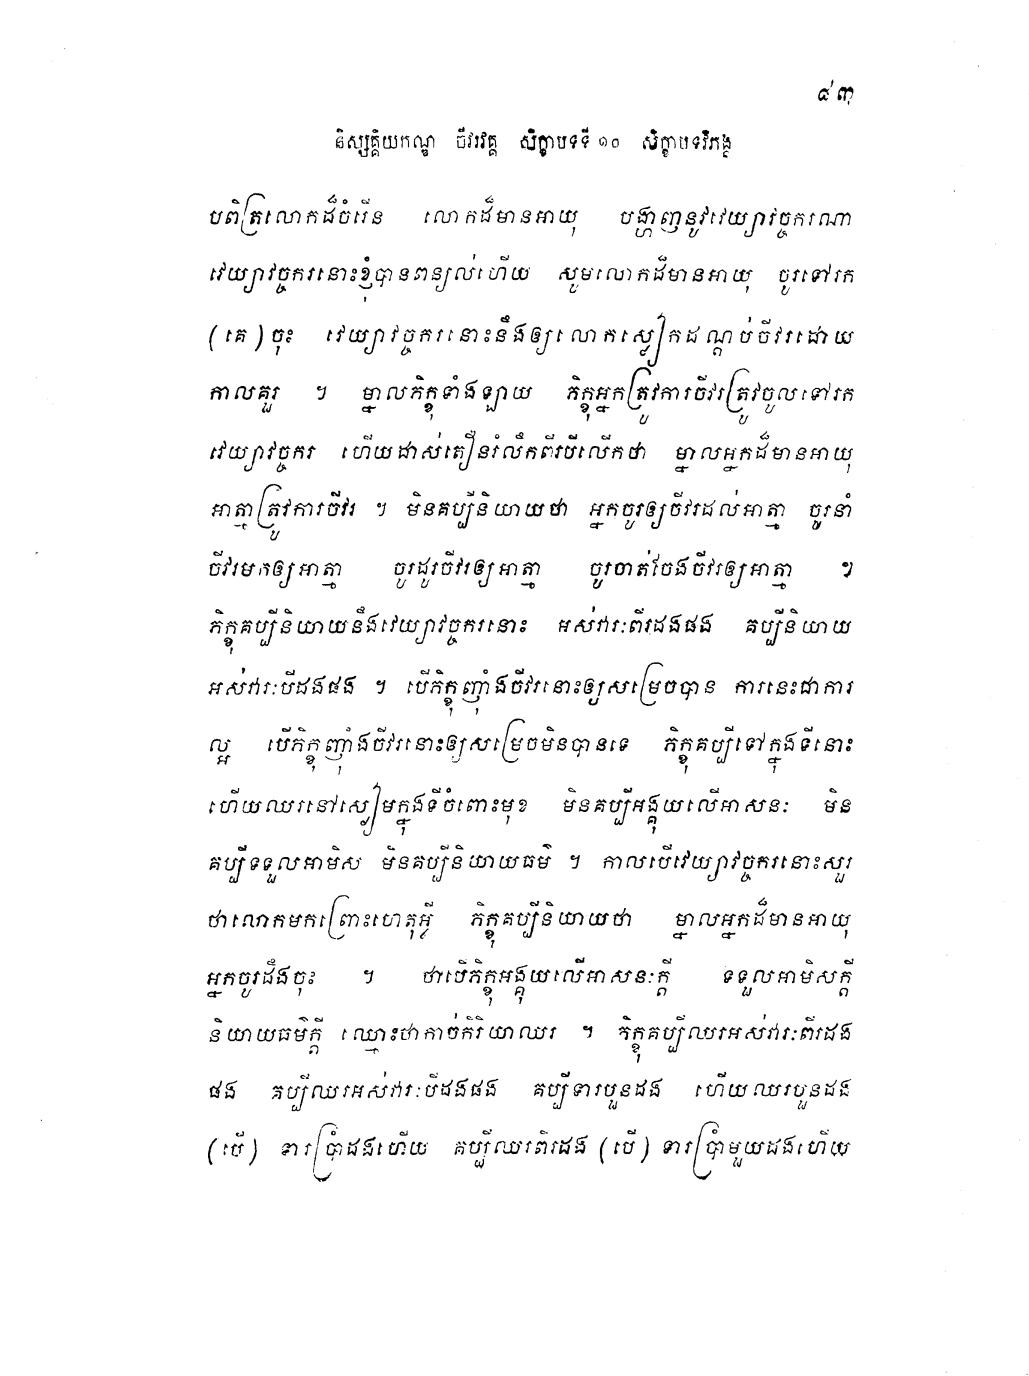 ៩៣
និស្សគ្គិយកណ្ឌ ចីវរវគ្គ សិក្ខាបទទី ១០ សិក្ខាបទវិភង្គ
បពិត្រលោកដ៏ចំរើន លោកដ៏មានអាយុ បង្ហាញនូវវេយ្យាវច្ចករណា
វេយ្យាវច្ចករនោះខ្ញុំបានពន្យល់ហើយ សូមលោកដ៏មានអាយុ ចូរទៅរក
(គេ) ចុះ វេយ្យាវច្ចករនោះនឹងឲ្យលោកស្លៀកដណ្តប់ចីវរដោយ
កាលគួរ ។ ម្នាលភិក្ខុទាំងឡាយ ភិក្ខុអ្នកត្រូវការចីវរត្រូវចូលទៅរក
វេយ្យាវច្ចករ ហើយដាស់តឿនរំលឹកពីរបីលើកថា ម្នាលអ្នកដ៏មានអាយុ
អាត្មាត្រូវការចីវរ ។ មិនគប្បីនិយាយថា អ្នកចូរឲ្យចីវរដល់អាត្មា ចូរនាំ
ចីវរមកឲ្យអាត្មា ចូរដូរចីវរឲ្យអាត្មា ចូរចាត់ចែងចីវរឲ្យអាត្មា ។
ភិក្ខុគប្បីនិយាយនឹងវេយ្យាវច្ចករនោះ អស់វារៈពីរដងផង គប្បីនិយាយ
អស់វារៈបីដងផង ។ បើភិក្ខុញ៉ាំងចីវរនោះឲ្យសម្រេចបាន ការនេះជាការ
ល្អ បើភិក្ខុញ៉ាំងចីវរនោះឲ្យសម្រេចមិនបានទេ ភិក្ខុគប្បីទៅក្នុងទីនោះ
ហើយឈរនៅស្ងៀមក្នុងទីចំពោះមុខ មិនគប្បីអង្គុយលើអាសនៈ មិន
គប្បីទទួលអាមិស មិនគប្បីនិយាយធម៌ ។ កាលបើវេយ្យាវច្ចករនោះសួរ
ថាលោកមកព្រោះហេតុអ្វី ភិក្ខុគប្បីនិយាយថា ម្នាលអ្នកដ៏មានអាយុ
អ្នកចូរដឹងចុះ ។ ថាបើភិក្ខុអង្គុយលើអាសនៈក្តី ទទួលអាមិសក្តី
និយាយធម៌ក្តី ឈ្មោះថាកាច់កិរិយាឈរ ។ ភិក្ខុគប្បីឈរអស់វារៈពីរដង
ផង គប្បីឈរអស់វារៈបីដងផង គប្បីទារបួនដង ហើយឈរបួនដង
(បើ) ទារប្រាំដងហើយ គប្បីឈរពីរដង (បើ) ទារប្រាំមួយដងហើយ